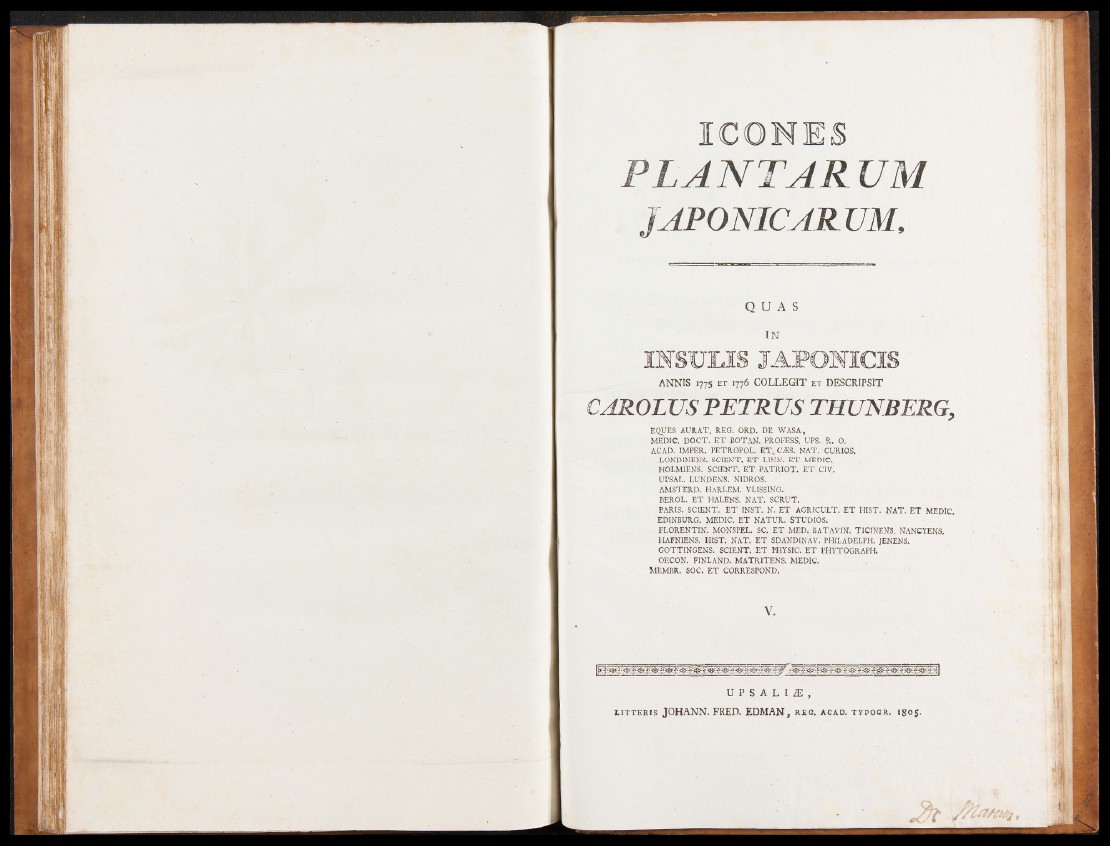 ICONES
PLANTARUM
JAPONICARUM,
QUAS
IN
INSULIS JAPONICIS
ANNIS 1775 ET 1776 COLLEGIT ET DESCRIPSIT
CAROLUS PETRUS THUNBERG,
EQUES AURAT. REG. ORD. DE WASA,
MEDIC. DOCT. ET BOTAN. PROFESS. UPS. R. O.
ACAD. IMPER. PETROPOL. ET CÆS. NAT. CURIOS.
LONDINENS. SCIENT. ET LINN. ET MEDIC.
HOLMIENS. SCIENT. ET PATRIOT. ET CIV.
UPSAL. LUNDENS. NIDROS.
AMSTERD. HARLEM. VLISSING.
BEROL. ET HALENS. NAT. SCRUT.
PARIS. SCIENT. ET INST. N. ET AGRICULT. ET HIST. NAT. ET MEDIC.
EDINBURG. MEDIC. ET NATUR. STUDIOS.
FLORENTIN. MONSPEL. SC. ET MED. BATAVIN. TICINENS. NANCYENS.
HAFNIENS. HIST. NAT. ET SDANDINAV. PHILADELPH. JENENS.
GOTTINGENS. SCIENT. ET PHYSIC. ET PHYTOGRAPH.
OECON. FINLAND. MATRITENS. MEDIC.
MEMBR. SOC. ET CORRESPOND.
V.
UPSALIÆ,
LITTERIS JOHANN. FRED. EDMAN, REG. ACAD. TYPOGR. 1805.